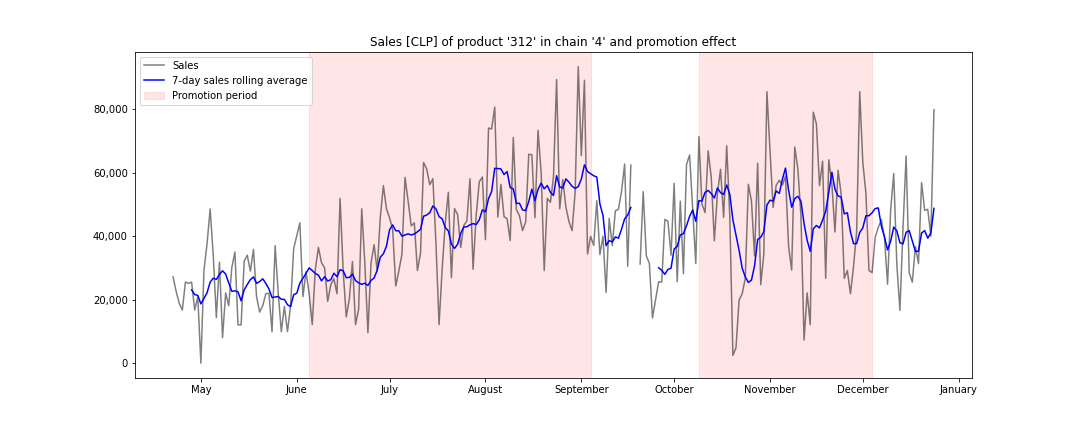 Sales [CLP] of product '312' in chain '4' and promotion effect
Sales
7-day sales rolling average
Promotion period
80,000
60,000
40,000
20,000
0
May June July August September October November December January